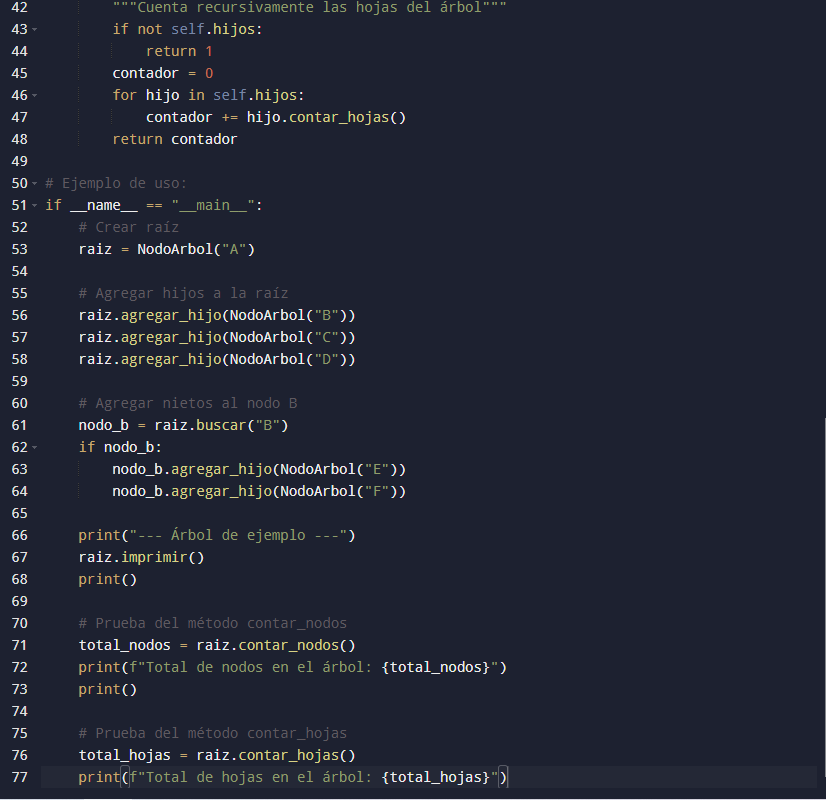 42 """Cuenta recursivamente las hojas del árbol"""
43 if not self.hijos:
44 return 1
45 contador = 0
46 for hijo in self.hijos:
47 contador += hijo.contar_hojas()
48 return contador
49
50 # Ejemplo de uso:
51 if __name__ == "__main__":
52 # Crear raíz
53 raiz = NodoArbol("A")
54
55 # Agregar hijos a la raíz
56 raiz.agregar_hijo(NodoArbol("B"))
57 raiz.agregar_hijo(NodoArbol("C"))
58 raiz.agregar_hijo(NodoArbol("D"))
59
60 # Agregar nietos al nodo B
61 nodo_b = raiz.buscar("B")
62 if nodo_b:
63 nodo_b.agregar_hijo(NodoArbol("E"))
64 nodo_b.agregar_hijo(NodoArbol("F"))
65
66 print("--- Árbol de ejemplo ---")
67 raiz.imprimir()
68 print()
69
70 # Prueba del método contar_nodos
71 total_nodos = raiz.contar_nodos()
72 print(f"Total de nodos en el árbol: {total_nodos}")
73 print()
74
75 # Prueba del método contar_hojas
76 total_hojas = raiz.contar_hojas()
77 print(f"Total de hojas en el árbol: {total_hojas}")